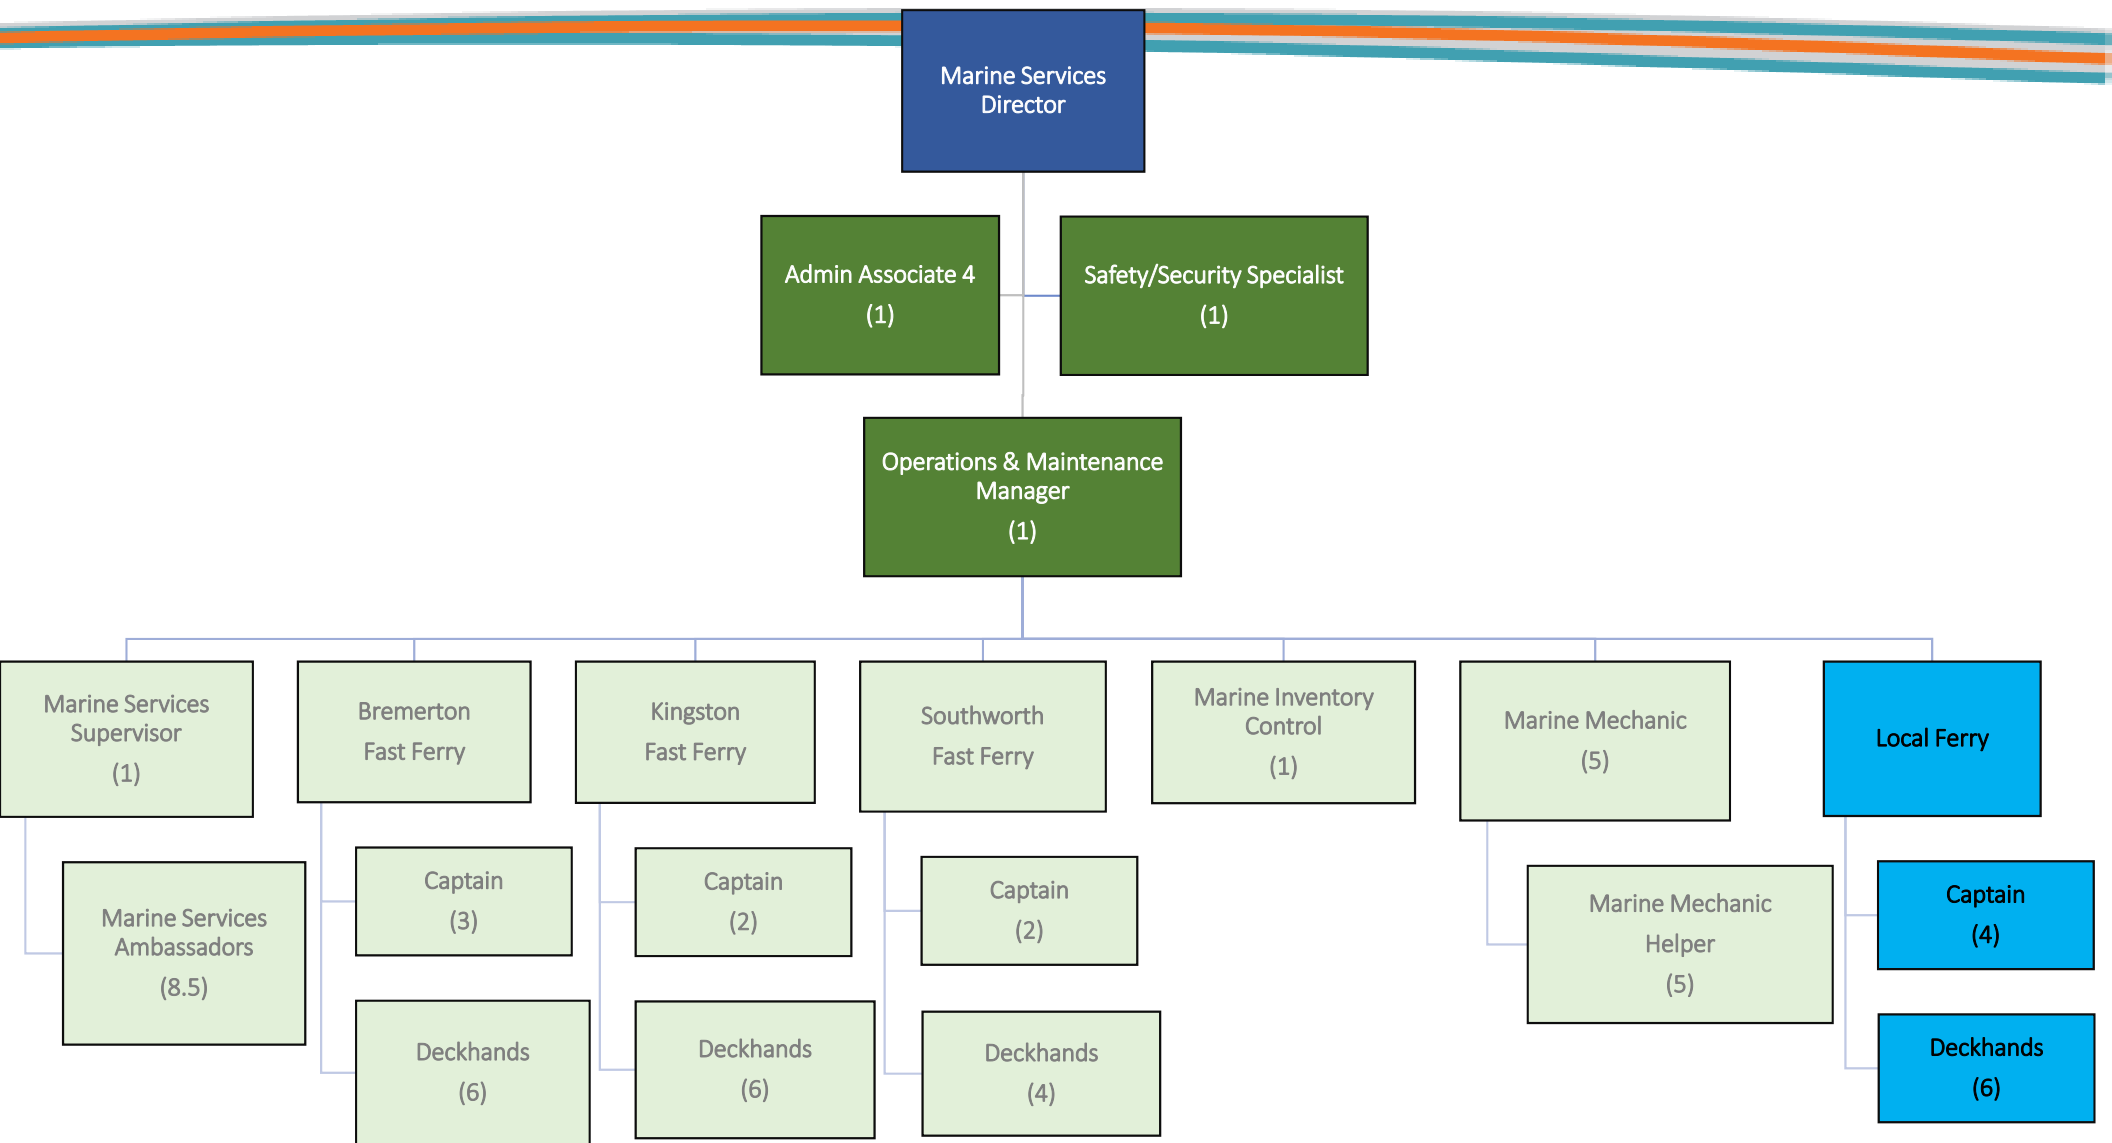 Marine Services
Director
Admin Associate 4
(1)
Safety/Security Specialist
(1)
Operations & Maintenance
Manager
(1)
Marine Services
Supervisor
(1)
Marine Services
Ambassadors
(8.5)
Bremerton
Fast Ferry
Captain
(3)
Deckhands
(6)
Kingston
Fast Ferry
Captain
(2)
Deckhands
(6)
Southworth
Fast Ferry
Captain
(2)
Deckhands
(4)
Marine Inventory
Control
(1)
Marine Mechanic
(5)
Marine Mechanic
Helper
(5)
Local Ferry
Captain
(4)
Deckhands
(6)